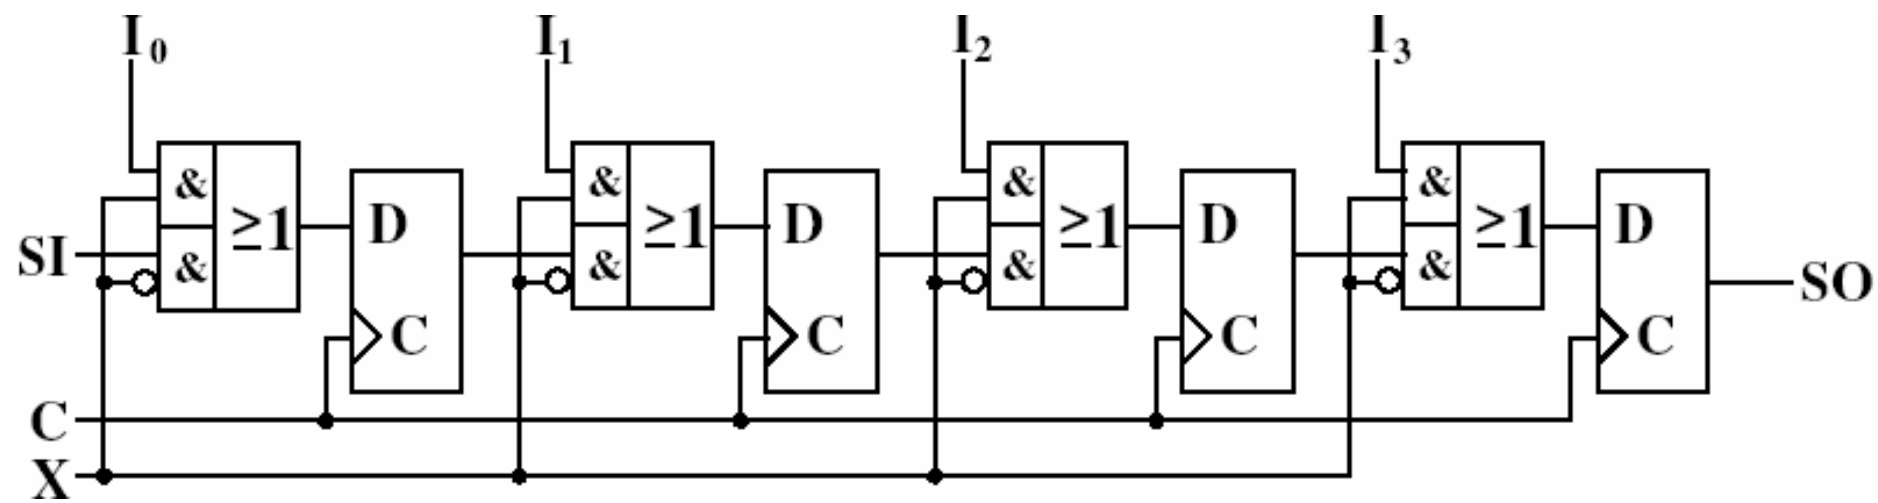 I0 I1 I2 I3
& ≥1 & ≥1 & ≥1 & ≥1
D D D D
SI & & & & SO
C C C C
C
X